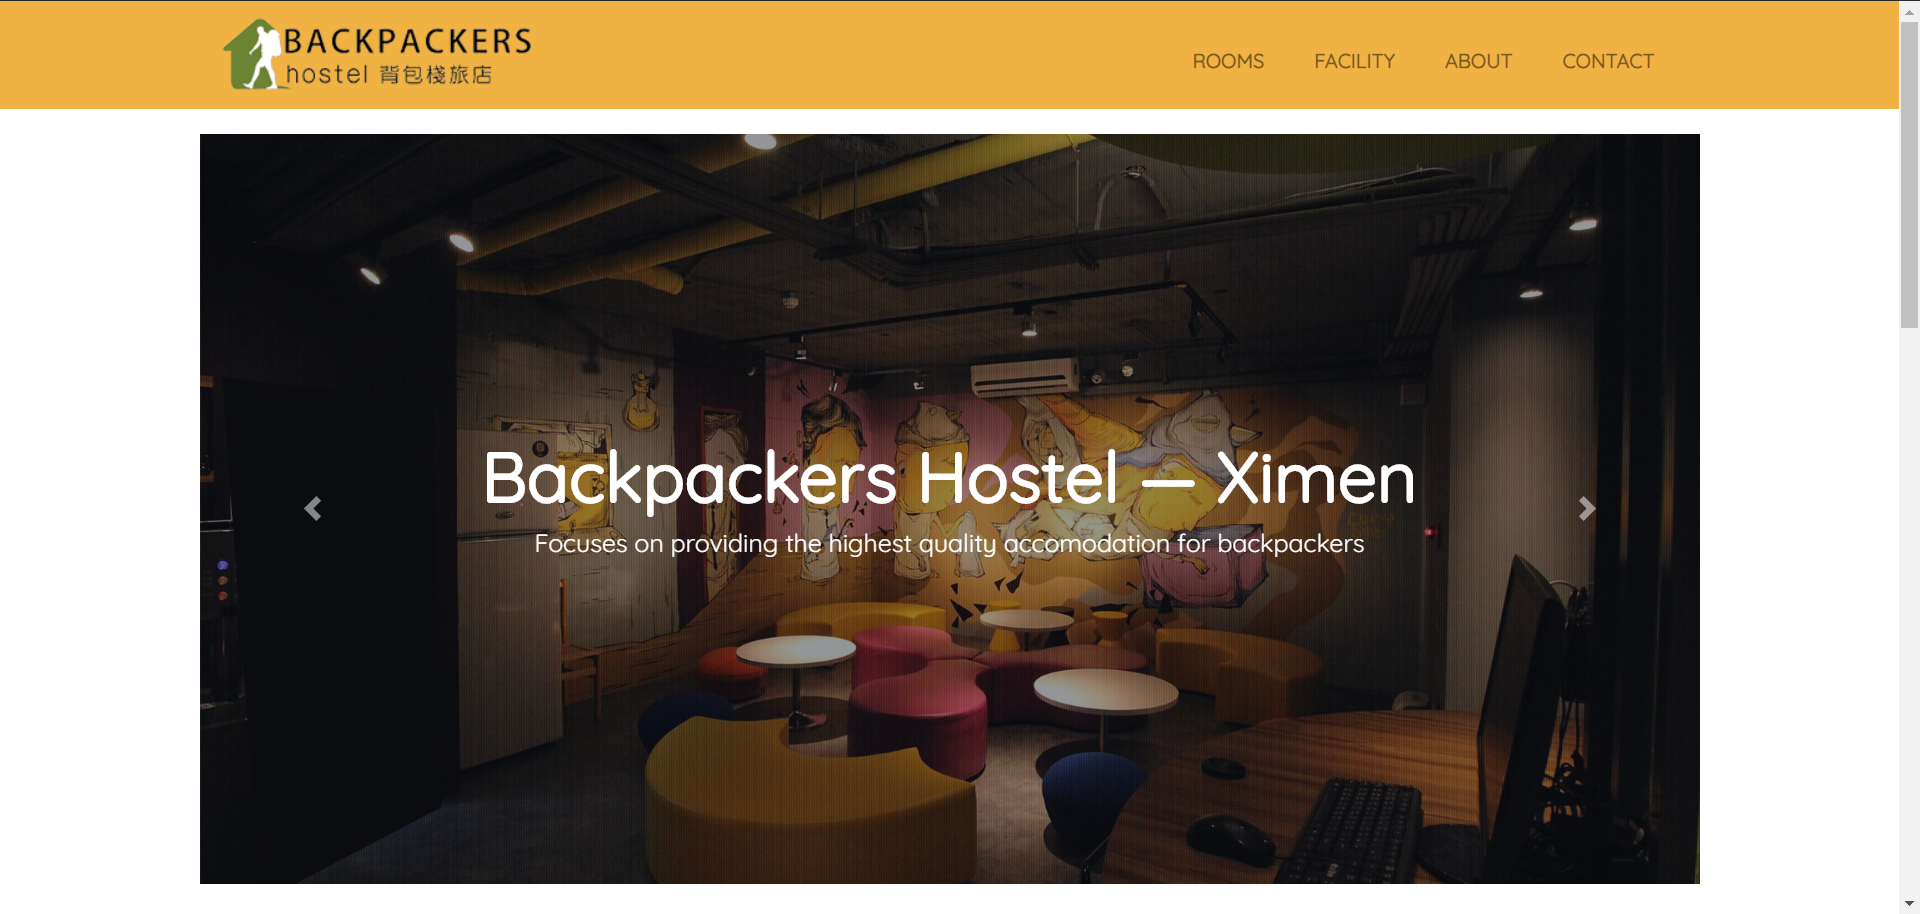 BACKPACKERS
hostel 背包棧旅店
ROOMS
FACILITY
ABOUT
CONTACT
Backpackers Hostel — Ximen
Focuses on providing the highest quality accomodation for backpackers